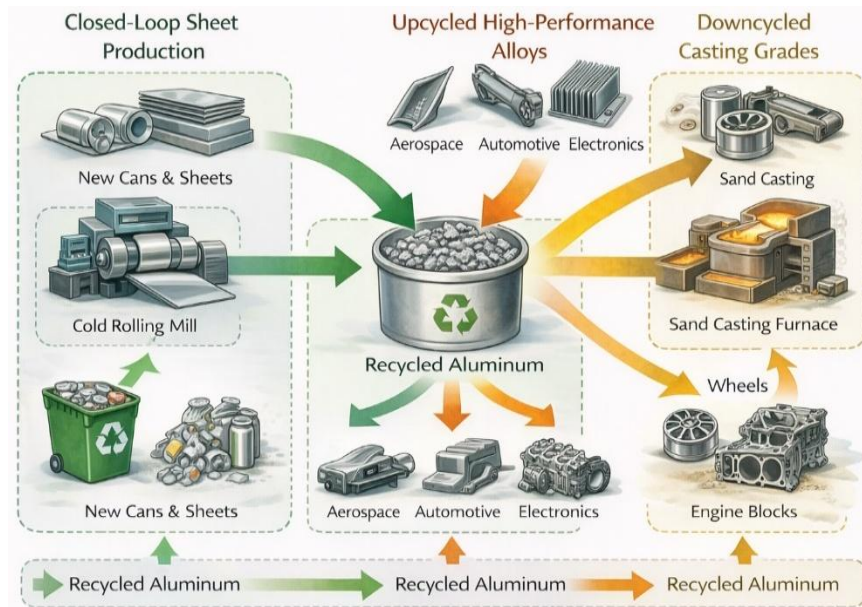 Closed-Loop Sheet
Production
Upcycled High-Performance
Alloys
Downcycled
Casting Grades
New Cans & Sheets
Aerospace
Automotive
Electronics
Sand Casting
Cold Rolling Mill
Recycled Aluminum
Sand Casting Furnace
Wheels
New Cans & Sheets
Aerospace
Automotive
Electronics
Engine Blocks
Recycled Aluminum
Recycled Aluminum
Recycled Aluminum